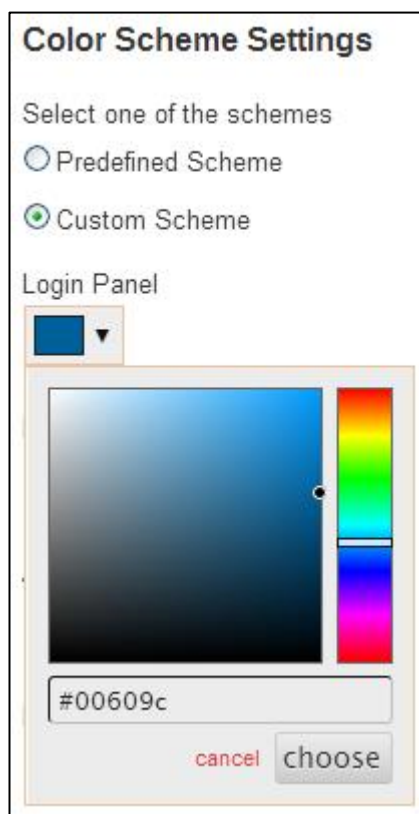 Color Scheme Settings
Select one of the schemes
Predefined Scheme
Custom Scheme
Login Panel
#00609c
cancel choose